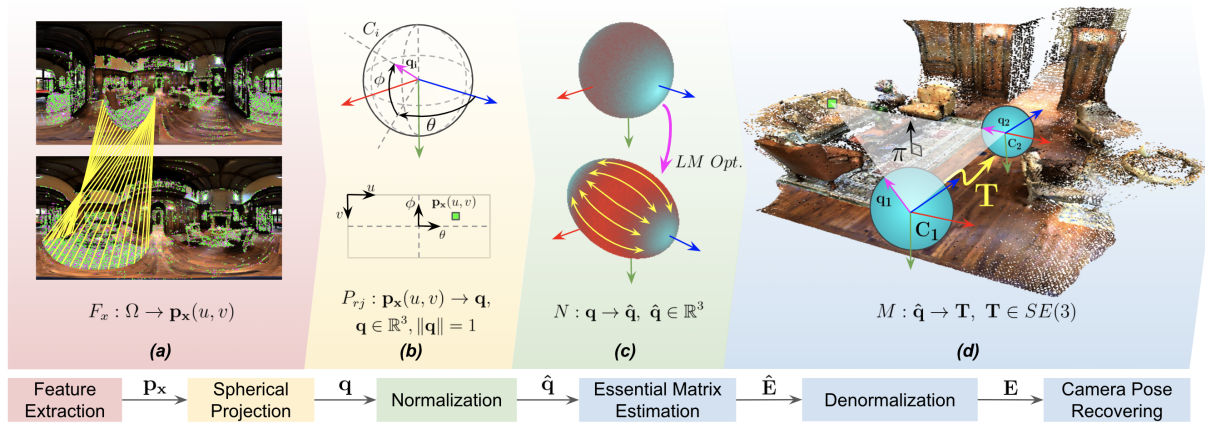 C_i
q_i
ϕ
θ
u
v
ϕ
p_x(u, v)
θ
LM Opt.
π
q_2
C_2
q_1
T
C_1
F_x : Ω → p_x(u, v)
P_rj : p_x(u, v) → q,
q ∈ ℝ^3, ‖q‖ = 1
N : q → q̂, q̂ ∈ ℝ^3
M : q̂ → T, T ∈ SE(3)
(a)
(b)
(c)
(d)
Feature
Extraction
p_x
Spherical
Projection
q
Normalization
q̂
Essential Matrix
Estimation
Ê
Denormalization
E
Camera Pose
Recovering